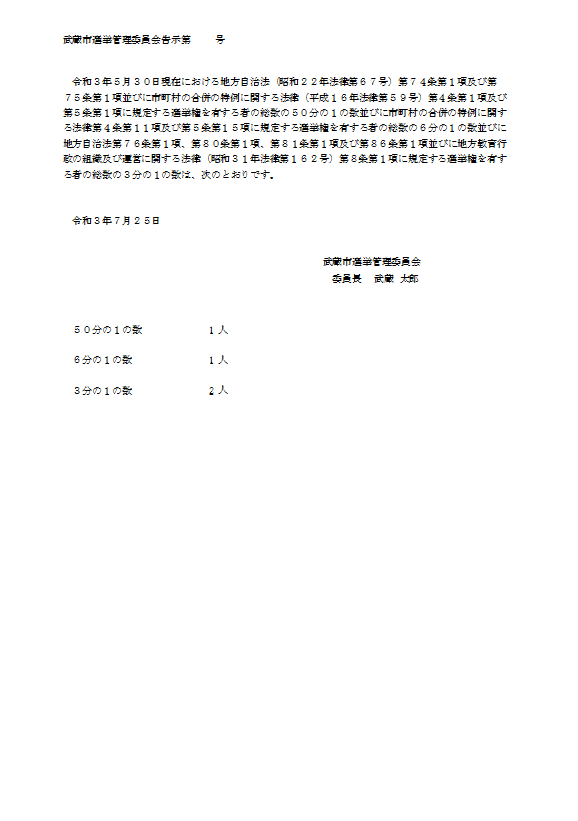 武蔵市選挙管理委員会告示第　　　号
令和３年５月３０日現在における地方自治法（昭和２２年法律第６７号）第７４条第１項及び第
７５条第１項並びに市町村の合併の特例に関する法律（平成１６年法律第５９号）第４条第１項及び
第５条第１項に規定する選挙権を有する者の総数の５０分の１の数並びに市町村の合併の特例に関す
る法律第４条第１１項及び第５条第１５項に規定する選挙権を有する者の総数の６分の１の数並びに
地方自治法第７６条第１項、第８０条第１項、第８１条第１項及び第８６条第１項並びに地方教育行
政の組織及び運営に関する法律（昭和３１年法律第１６２号）第８条第１項に規定する選挙権を有す
る者の総数の３分の１の数は、次のとおりです。
令和３年７月２５日
武蔵市選挙管理委員会
委員長　武蔵 太郎
５０分の１の数　　　1 人
６分の１の数　　　1 人
３分の１の数　　　2 人